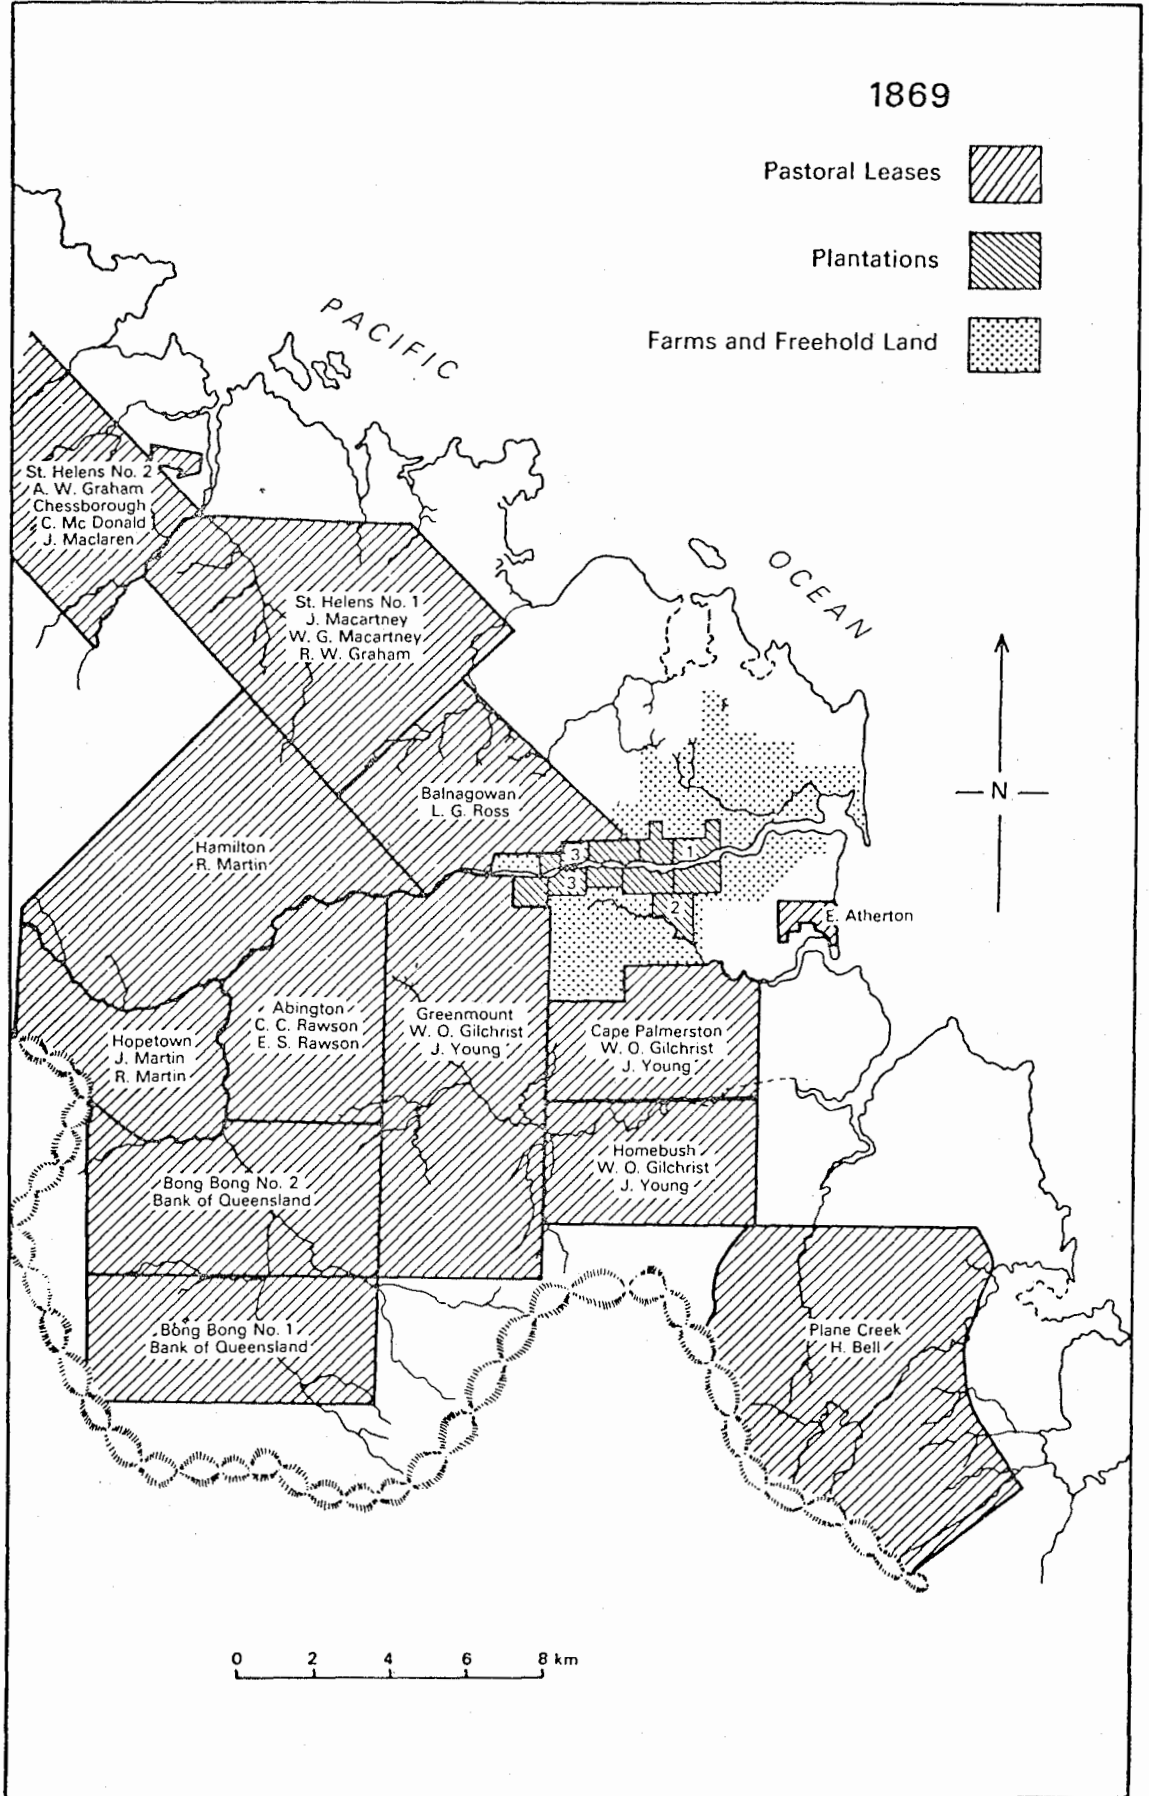 1869
Pastoral Leases
Plantations
Farms and Freehold Land
PACIFIC
OCEAN
St. Helens No. 2
A. W. Graham
Chessborough
C. Mc Donald
J. Maclaren
St. Helens No. 1
J. Macartney
W. G. Macartney
R. W. Graham
N
Balnagowan
L. G. Ross
Hamilton
R. Martin
3
1
3
2
E. Atherton
Abington
C. C. Rawson
E. S. Rawson
Greenmount
W. O. Gilchrist
J. Young
Cape Palmerston
W. O. Gilchrist
J. Young
Hopetown
J. Martin
R. Martin
Homebush
W. O. Gilchrist
J. Young
Bong Bong No. 2
Bank of Queensland
Bong Bong No. 1
Bank of Queensland
Plane Creek
H. Bell
0 2 4 6 8 km